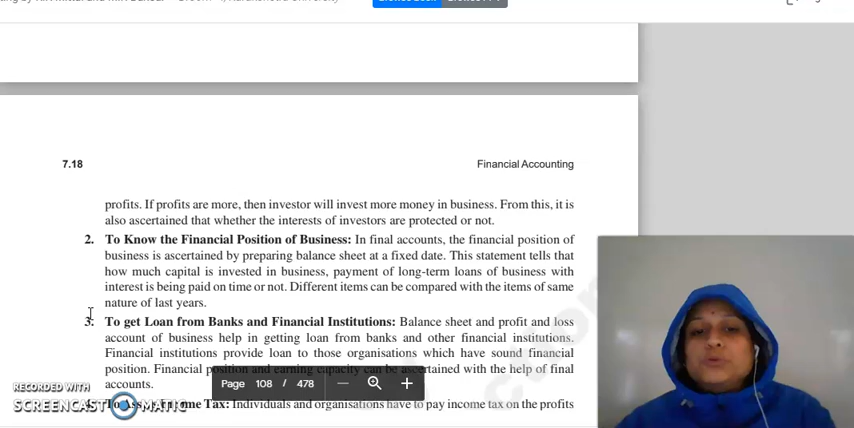 7.18
Financial Accounting
profits. If profits are more, then investor will invest more money in business. From this, it is
also ascertained that whether the interests of investors are protected or not.
2. To Know the Financial Position of Business: In final accounts, the financial position of
business is ascertained by preparing balance sheet at a fixed date. This statement tells that
how much capital is invested in business, payment of long-term loans of business with
interest is being paid on time or not. Different items can be compared with the items of same
nature of last years.
3. To get Loan from Banks and Financial Institutions: Balance sheet and profit and loss
account of business help in getting loan from banks and other financial institutions.
Financial institutions provide loan to those organisations which have sound financial
position. Financial position and earning capacity can be ascertained with the help of final
accounts.
Page 108 / 478
Tax: Individuals and organisations have to pay income tax on the profits
RECORDED WITH
SCREENCAST MATIC